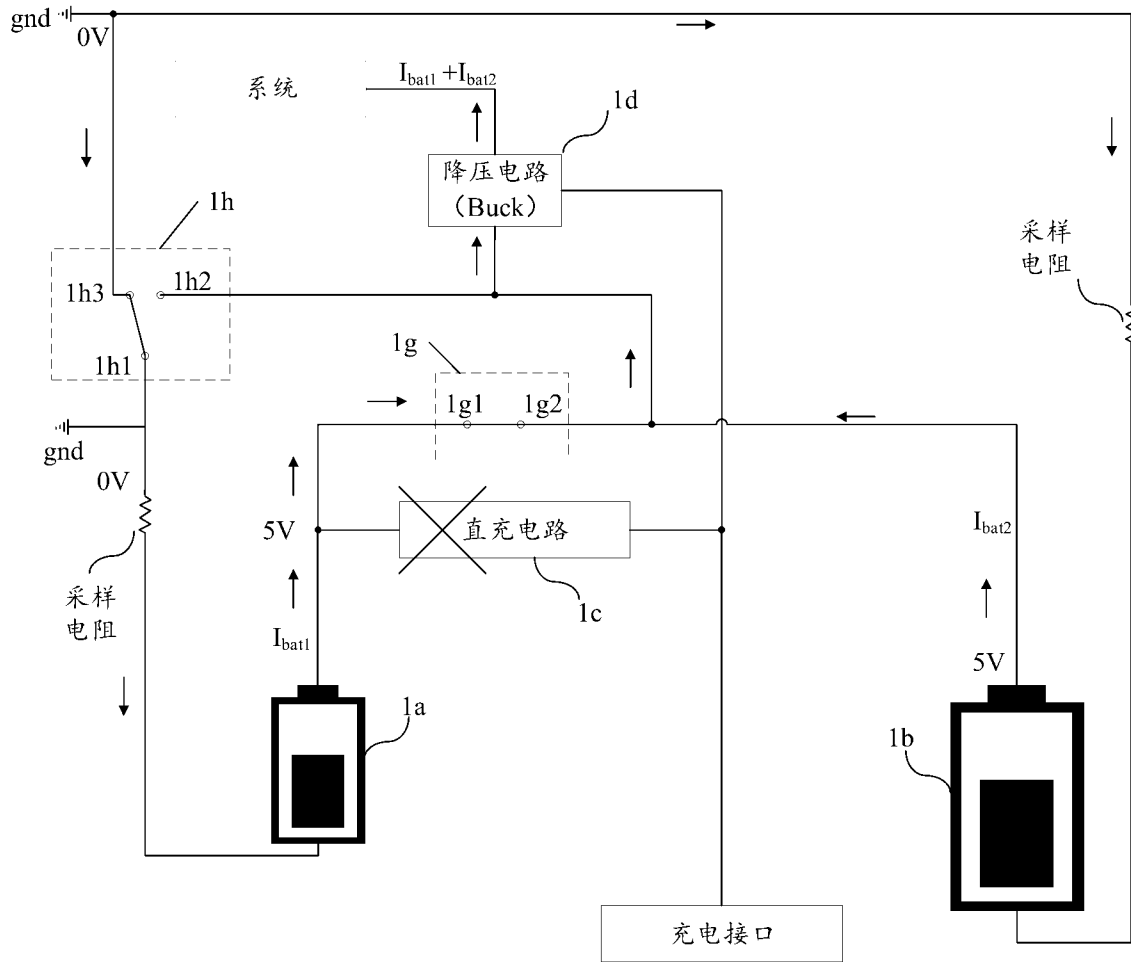 gnd
0V
系统
Ibat1 +Ibat2
1d
降压电路
（Buck）
1h
采样
电阻
1h3
1h2
1h1
1g
1g1
1g2
gnd
0V
5V
直充电路
Ibat2
采样
电阻
1c
Ibat1
5V
1a
1b
充电接口